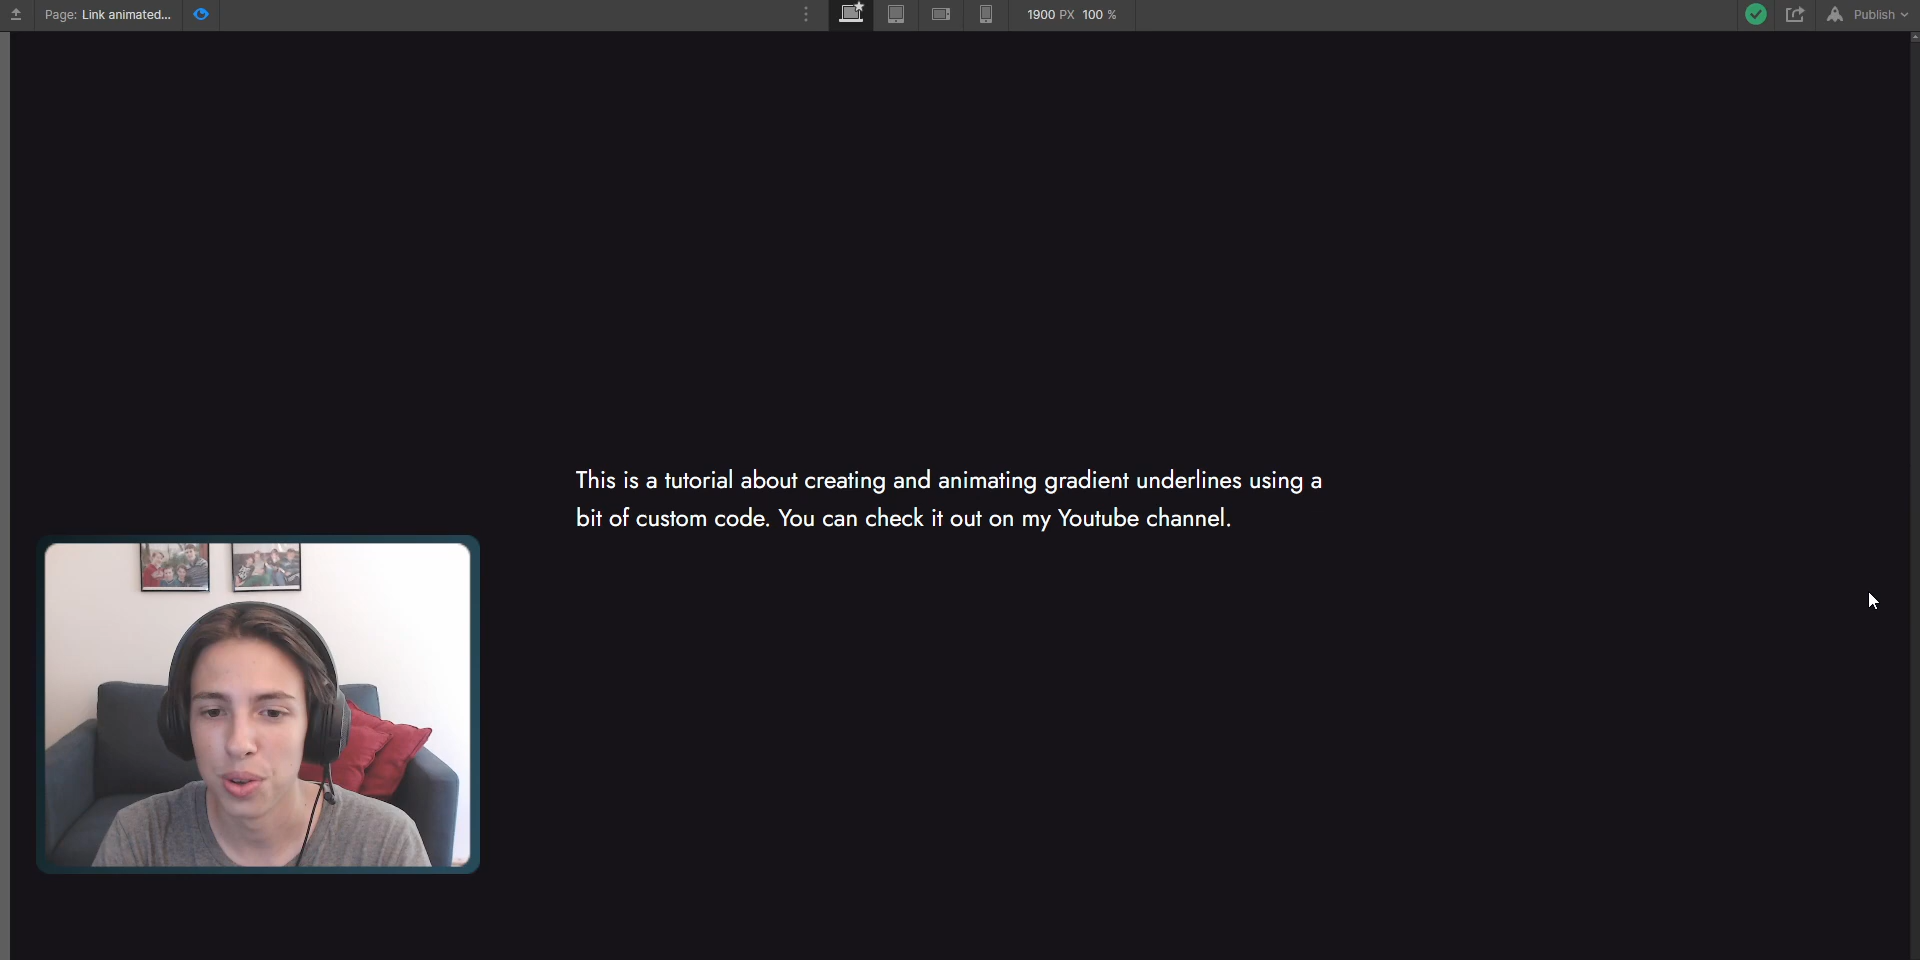 Page: Link animated...
1900 PX 100 %
Publish
This is a tutorial about creating and animating gradient underlines using a
bit of custom code. You can check it out on my Youtube channel.